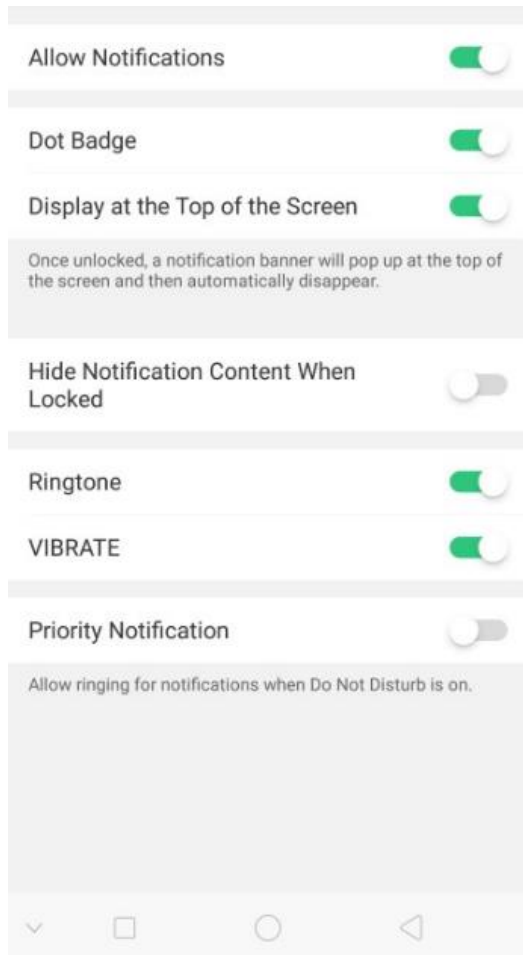 Allow Notifications
Dot Badge
Display at the Top of the Screen
Once unlocked, a notification banner will pop up at the top of
the screen and then automatically disappear.
Hide Notification Content When
Locked
Ringtone
VIBRATE
Priority Notification
Allow ringing for notifications when Do Not Disturb is on.